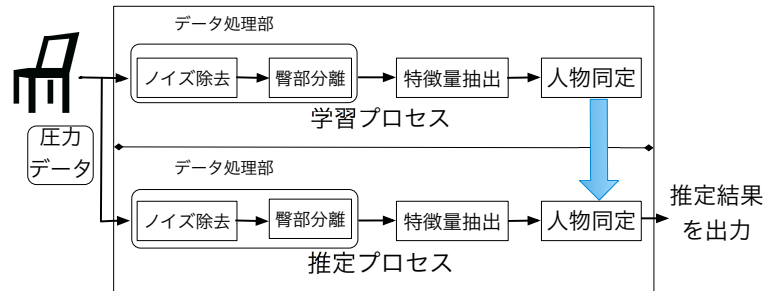 データ処理部
ノイズ除去
臀部分離
特徴量抽出
人物同定
学習プロセス
圧力
データ
データ処理部
ノイズ除去
臀部分離
特徴量抽出
人物同定
推定プロセス
推定結果
を出力